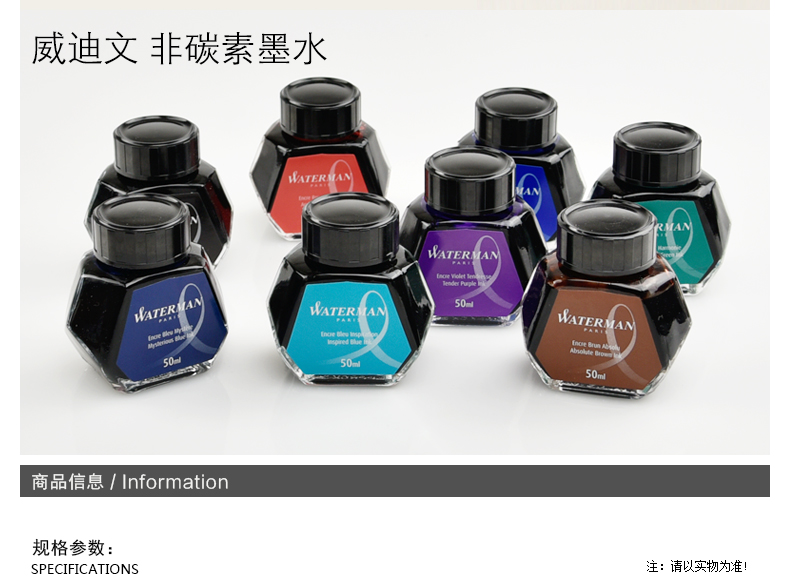 威迪文 非碳素墨水
WATERMAN
PARIS
WATERMAN
PARIS
Encre Violet Tendresse
Tender Purple Ink
50ml
WATERMAN
PARIS
Encre Bleu Mystère
Mysterious Blue Ink
50ml
WATERMAN
PARIS
Encre Bleu Inspiration
Inspired Blue Ink
50ml
WATERMAN
PARIS
Encre Brun Absolu
Absolute Brown Ink
50ml
商品信息 / Information
规格参数：
SPECIFICATIONS
注：请以实物为准!